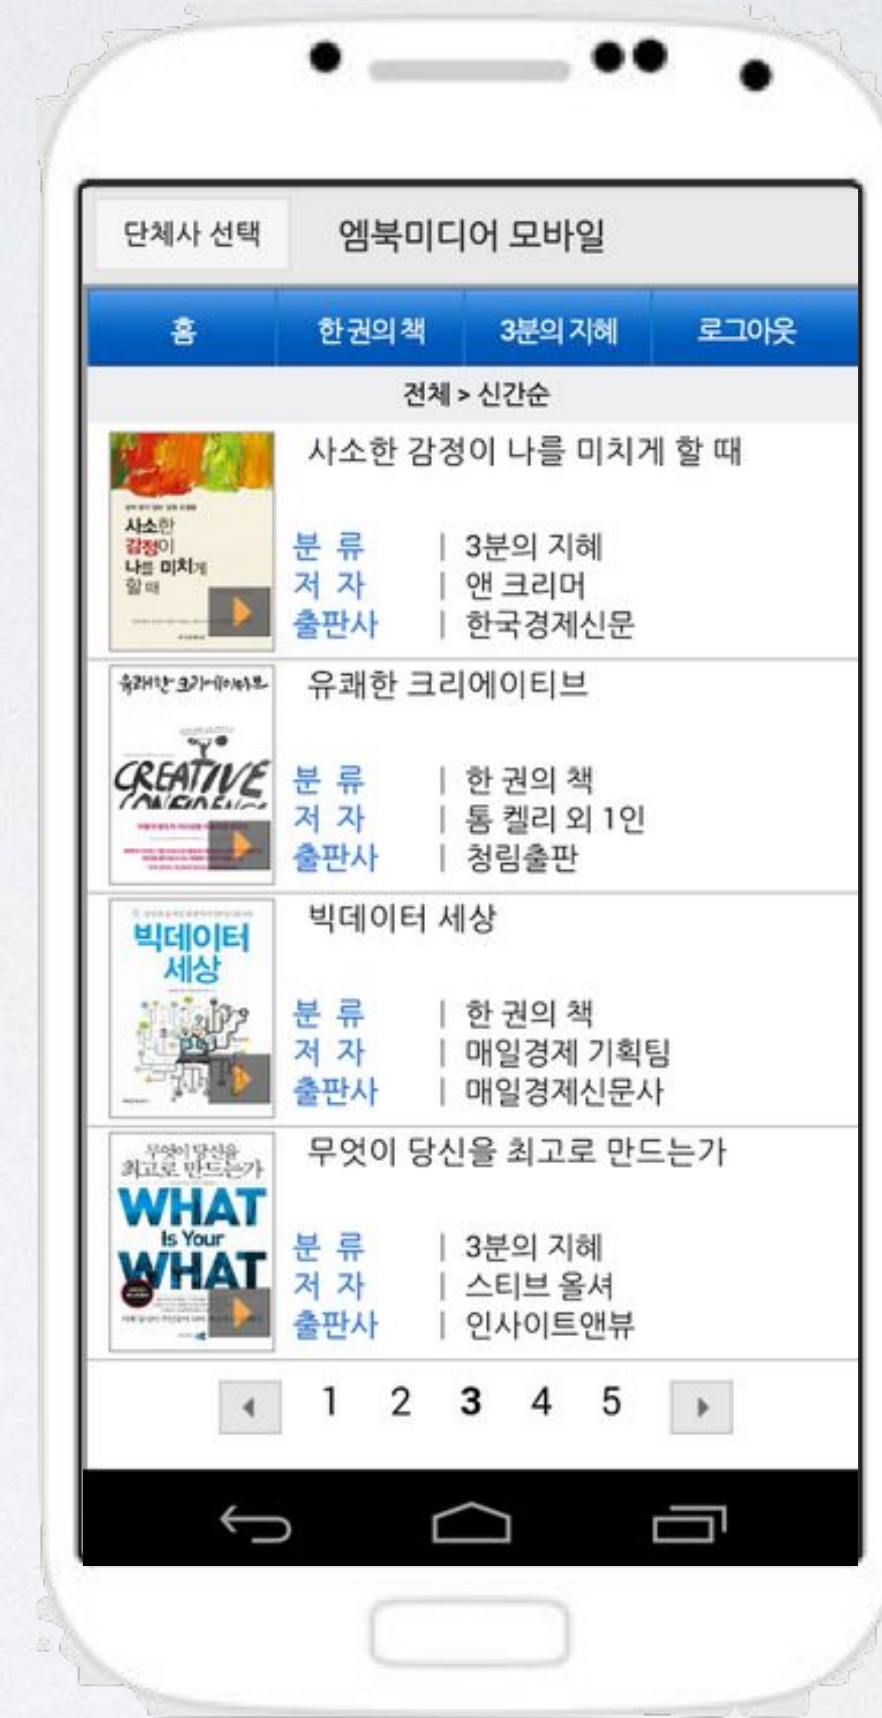 단체사 선택 엠북미디어 모바일
홈 한권의 책 3분의 지혜 로그아웃
전체 > 신간순
사소한 감정이 나를 미치게 할 때
사소한
감정이
나를 미치게
할 때
분 류 | 3분의 지혜
저 자 | 앤 크리머
출판사 | 한국경제신문
유쾌한 크리에이티브
유쾌한 크리에이티브
CREATIVE
CONFIDENCE
분 류 | 한 권의 책
저 자 | 톰 켈리 외 1인
출판사 | 청림출판
빅데이터 세상
빅데이터
세상
분 류 | 한 권의 책
저 자 | 매일경제 기획팀
출판사 | 매일경제신문사
무엇이 당신을 최고로 만드는가
무엇이 당신을
최고로 만드는가
WHAT
Is Your
WHAT
분 류 | 3분의 지혜
저 자 | 스티브 올셔
출판사 | 인사이트앤뷰
1 2 3 4 5